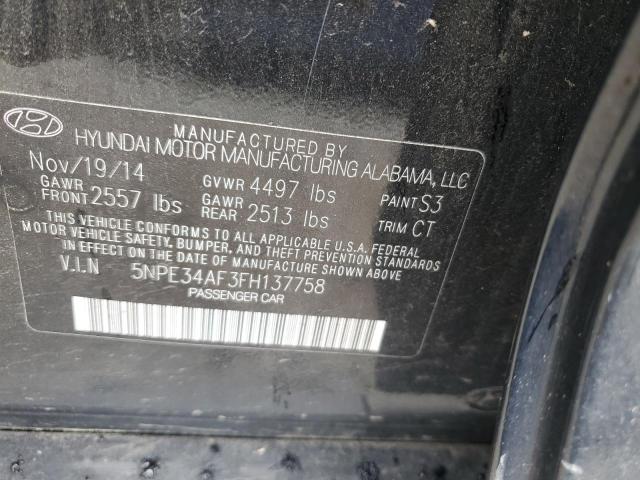 MANUFACTURED BY
HYUNDAI MOTOR MANUFACTURING ALABAMA, LLC
Nov/19/14 GVWR 4497 lbs PAINT S3
GAWR FRONT 2557 lbs GAWR REAR 2513 lbs TRIM CT
THIS VEHICLE CONFORMS TO ALL APPLICABLE U.S.A. FEDERAL
MOTOR VEHICLE SAFETY, BUMPER, AND THEFT PREVENTION
STANDARDS IN EFFECT ON THE DATE OF MANUFACTURE SHOWN ABOVE.
V.I.N 5NPE34AF3FH137758
PASSENGER CAR